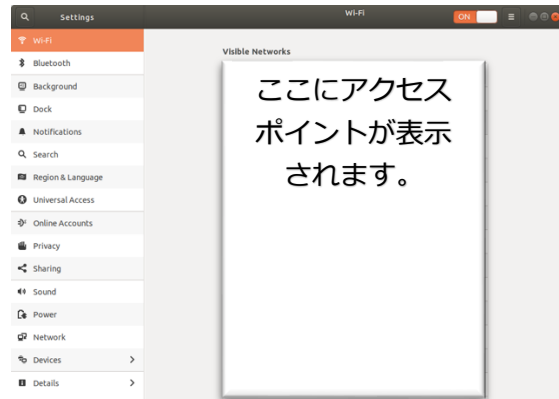 Settings
Wi-Fi
ON
Wi-Fi
Bluetooth
Background
Dock
Notifications
Search
Region & Language
Universal Access
Online Accounts
Privacy
Sharing
Sound
Power
Network
Devices
Details
Visible Networks
ここにアクセス
ポイントが表示
されます。